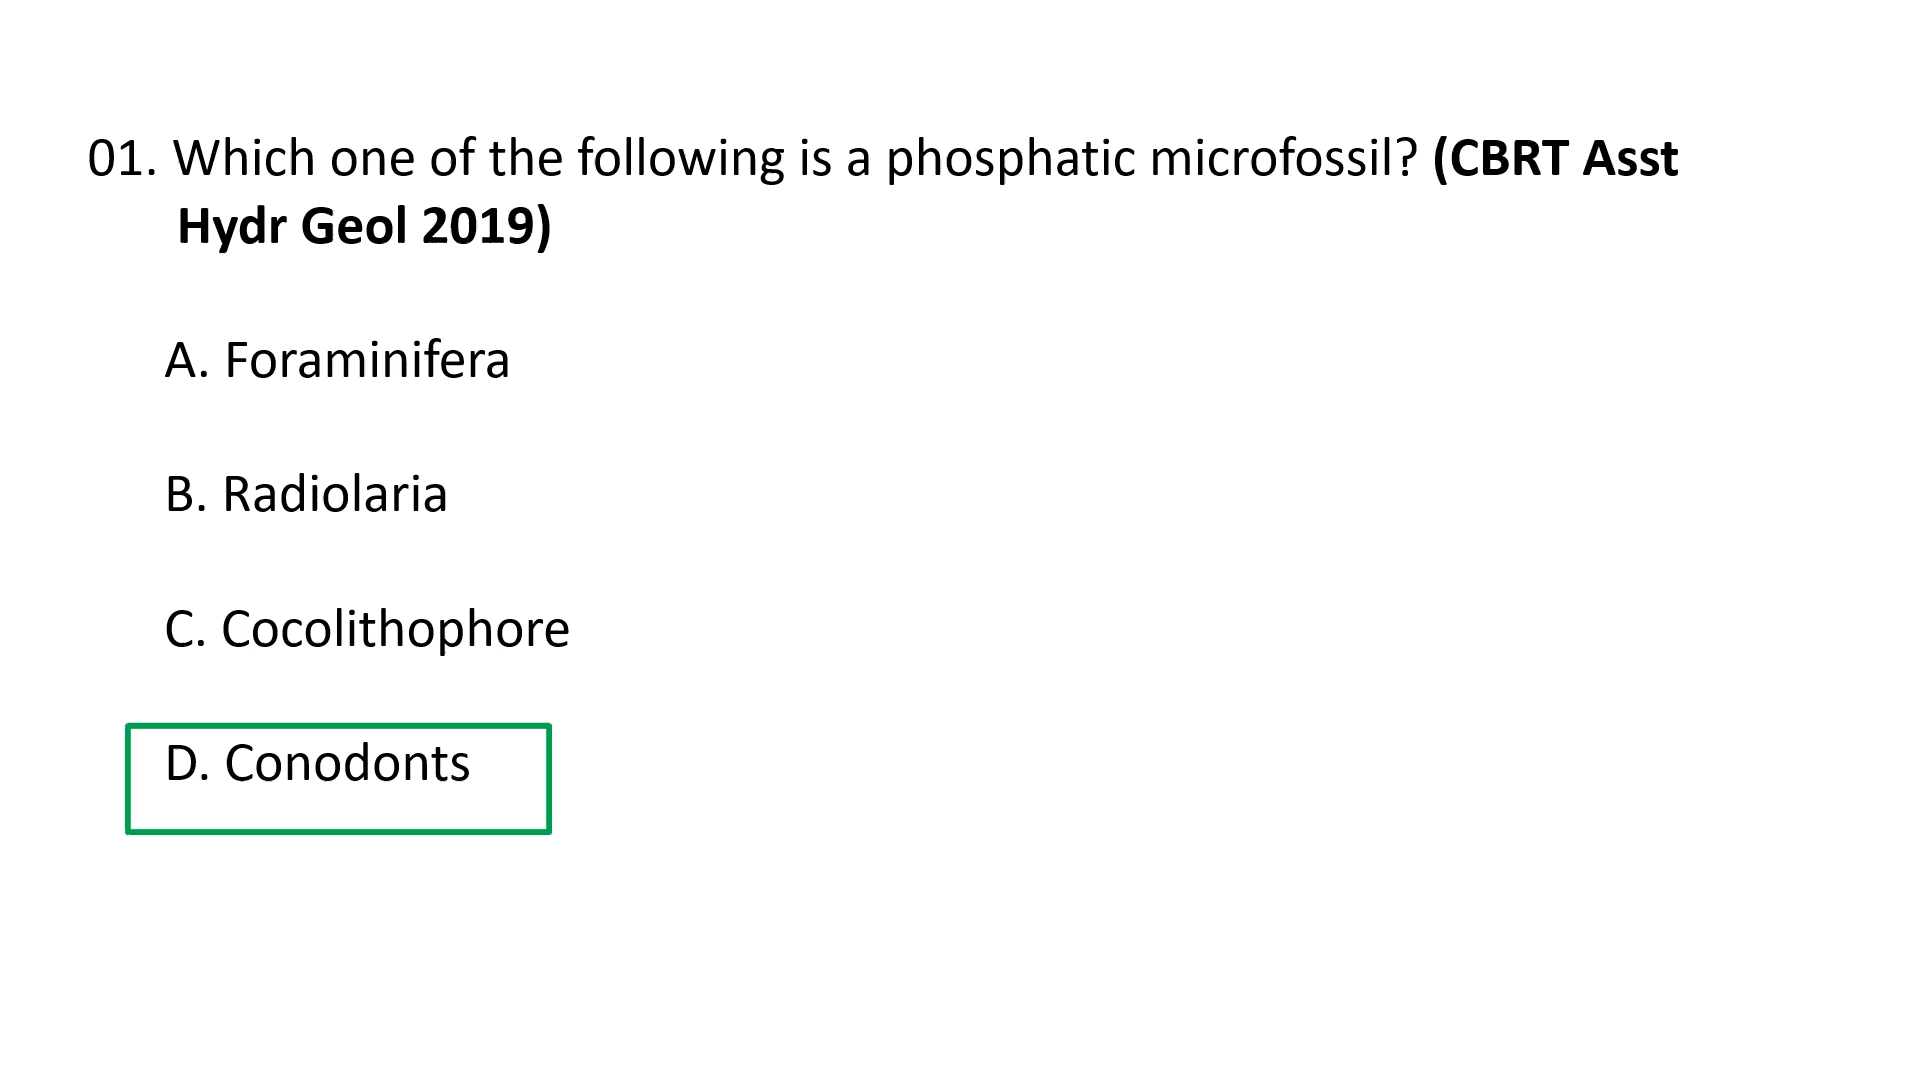 01. Which one of the following is a phosphatic microfossil? (CBRT Asst
Hydr Geol 2019)
A. Foraminifera
B. Radiolaria
C. Cocolithophore
D. Conodonts